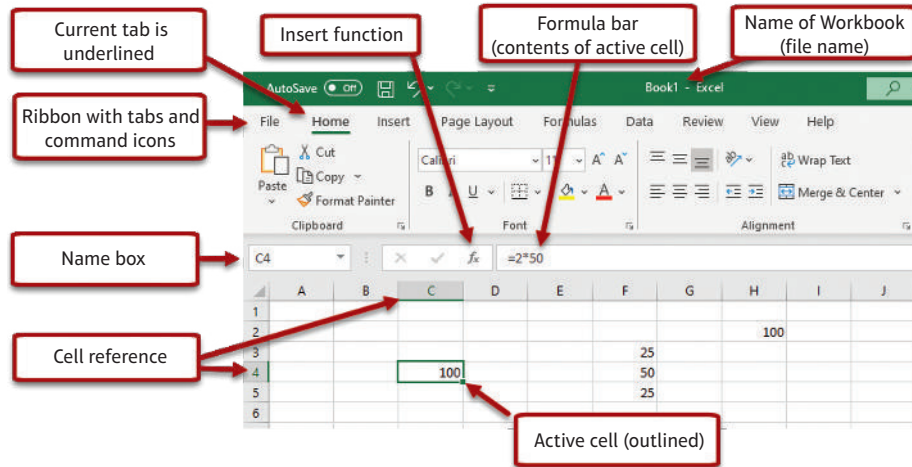 Current tab is
underlined
Insert function
Formula bar
(contents of active cell)
Name of Workbook
(file name)
AutoSave Off Book1 - Excel
Ribbon with tabs and
command icons
File Home Insert Page Layout Formulas Data Review View Help
Cut
Copy
Format Painter
Paste
Calibri 11 A A
B I U A
ab Wrap Text
Merge & Center
Clipboard Font Alignment
Name box
C4 fx =2*50
A B C D E F G H I J
1
2 100
3 25
4 100 50
5 25
6
Cell reference
Active cell (outlined)